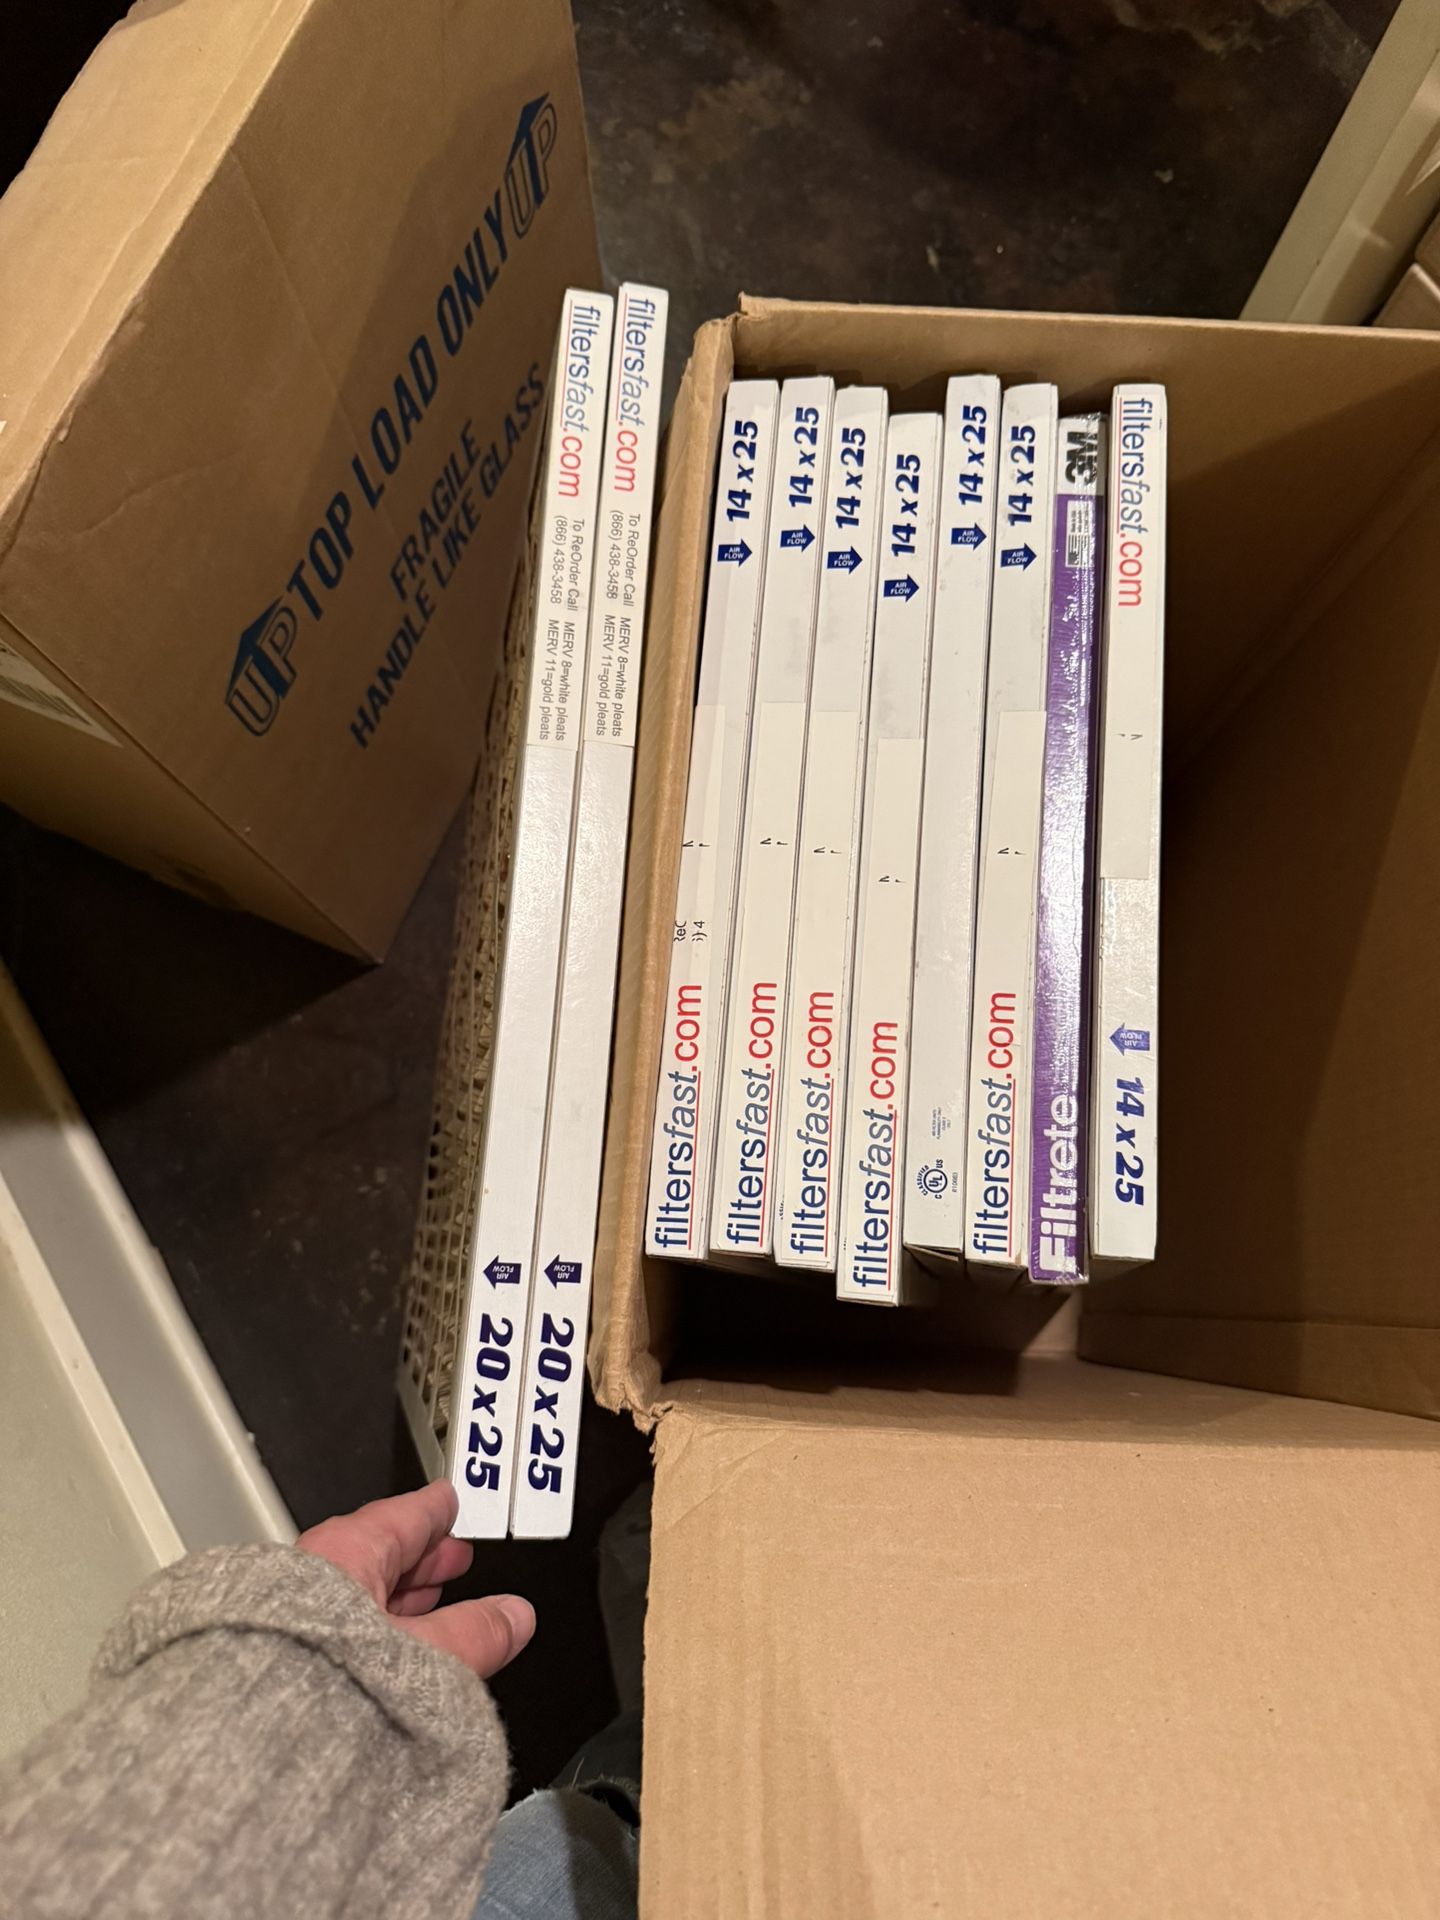 UP TOP LOAD ONLY UP
FRAGILE
HANDLE LIKE GLASS
filtersfast.com
To ReOrder Call
(866) 438-3458
MERV 8=white pleats
MERV 11=gold pleats
AIR
FLOW
20 x 25
filtersfast.com
To ReOrder Call
(866) 438-3458
MERV 8=white pleats
MERV 11=gold pleats
AIR
FLOW
20 x 25
14 x 25
AIR
FLOW
filtersfast.com
14 x 25
AIR
FLOW
filtersfast.com
14 x 25
AIR
FLOW
filtersfast.com
14 x 25
AIR
FLOW
filtersfast.com
14 x 25
AIR
FLOW
CLASSIFIED
C UL US
14 x 25
AIR
FLOW
filtersfast.com
3M
Filtrete
filtersfast.com
AIR
FLOW
14 x 25